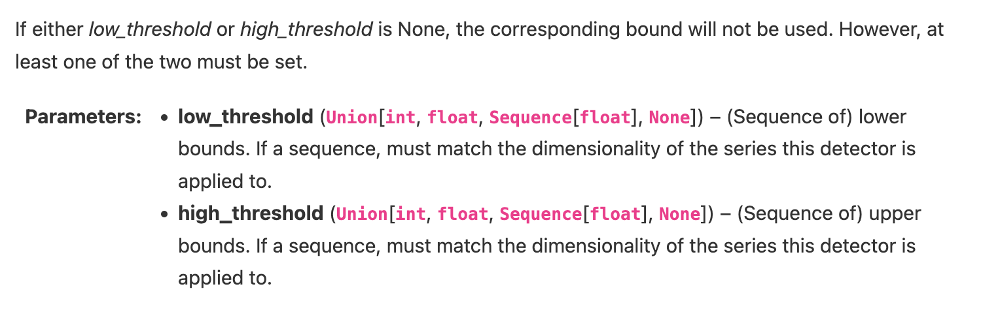 If either low_threshold or high_threshold is None, the corresponding bound will not be used. However, at
least one of the two must be set.
Parameters: • low_threshold (Union[int, float, Sequence[float], None]) – (Sequence of) lower
bounds. If a sequence, must match the dimensionality of the series this detector is
applied to.
• high_threshold (Union[int, float, Sequence[float], None]) – (Sequence of) upper
bounds. If a sequence, must match the dimensionality of the series this detector is
applied to.